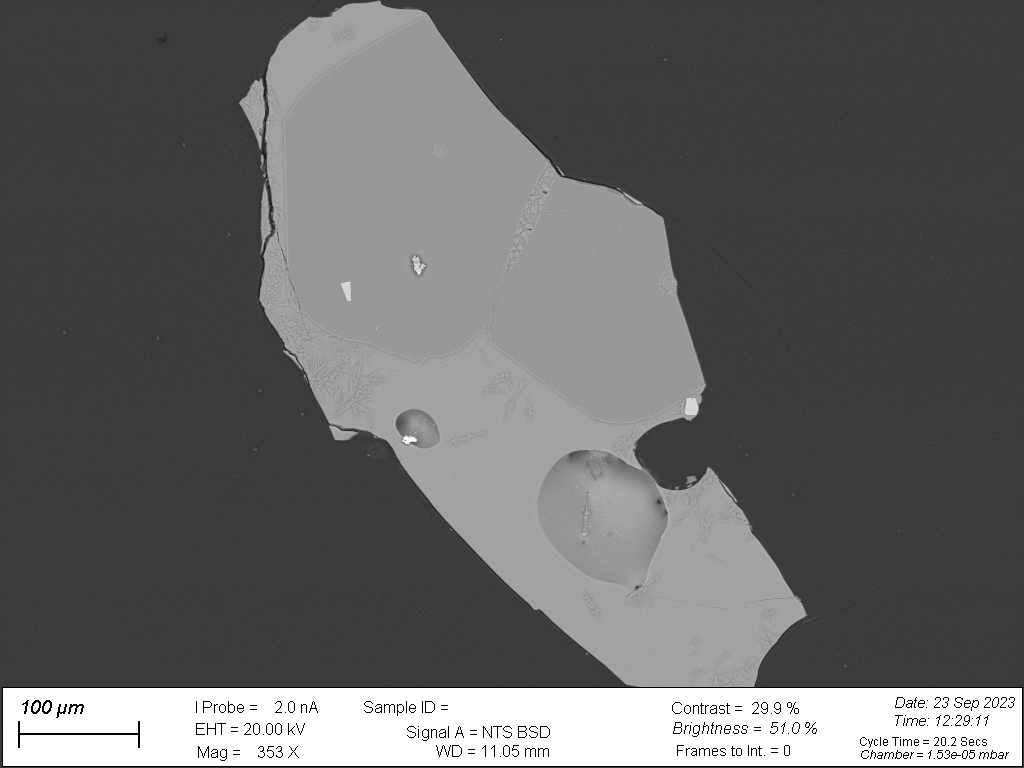 100 µm
I Probe = 2.0 nA
EHT = 20.00 kV
Mag = 353 X
Sample ID =
Signal A = NTS BSD
WD = 11.05 mm
Contrast = 29.9 %
Brightness = 51.0 %
Frames to Int. = 0
Date: 23 Sep 2023
Time: 12:29:11
Cycle Time = 20.2 Secs
Chamber = 1.53e-05 mbar